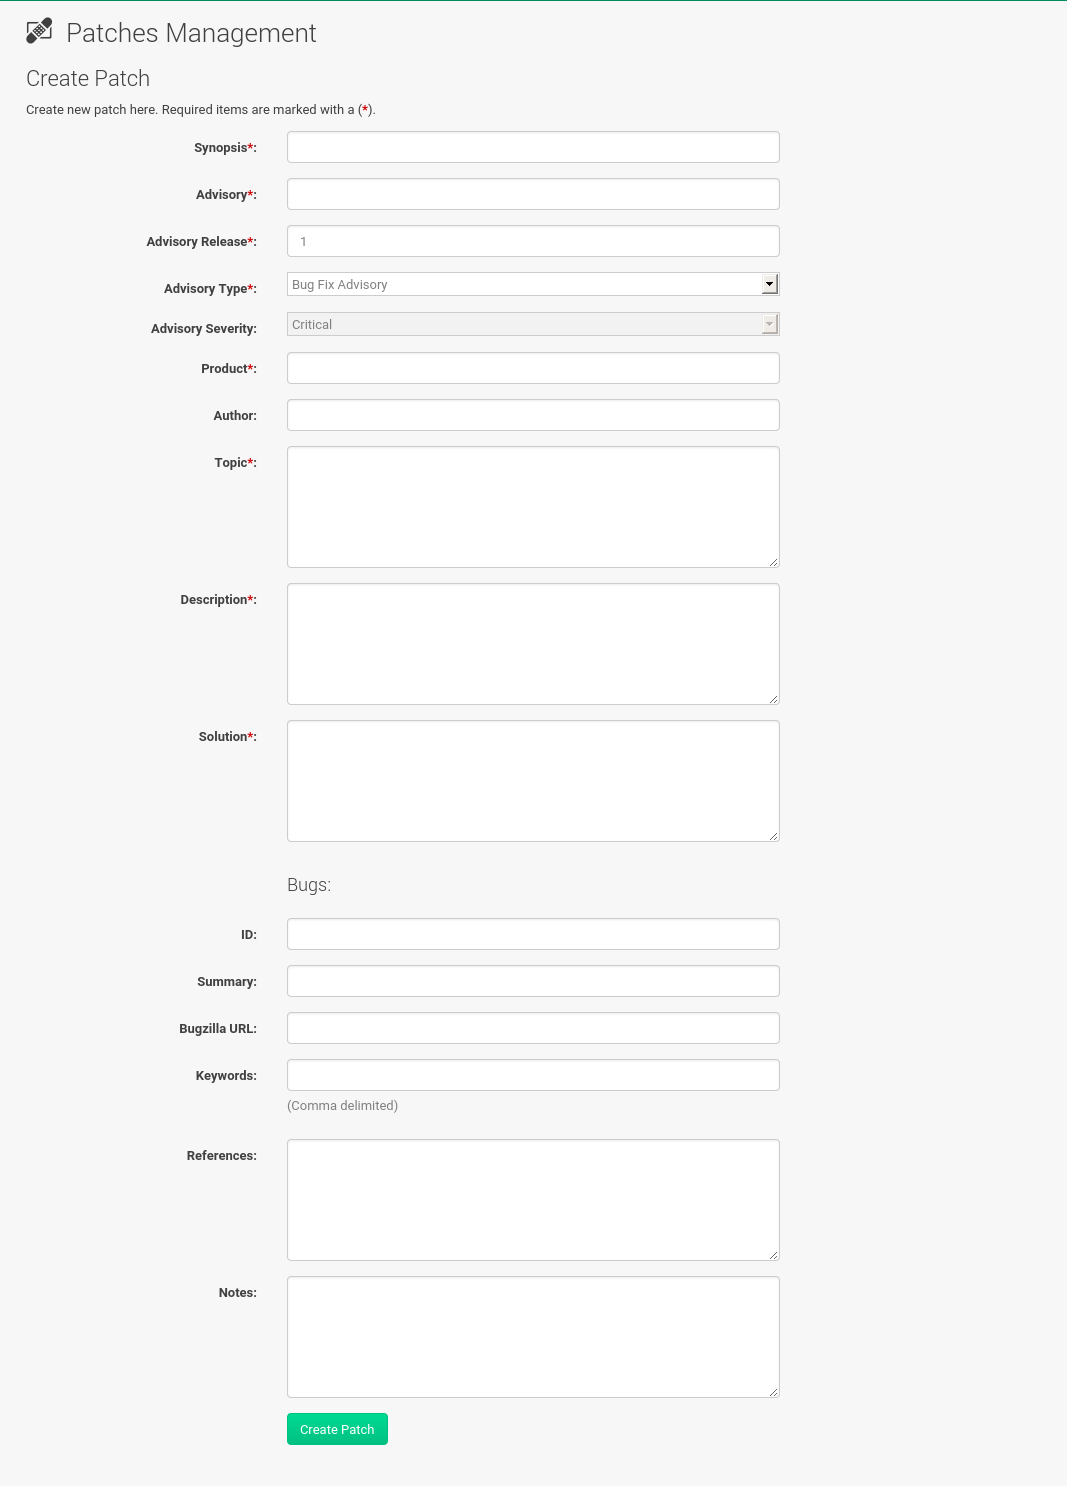 Patches Management
Create Patch
Create new patch here. Required items are marked with a (*).
Synopsis*:
Advisory*:
Advisory Release*: 1
Advisory Type*: Bug Fix Advisory
Advisory Severity: Critical
Product*:
Author:
Topic*:
Description*:
Solution*:
Bugs:
ID:
Summary:
Bugzilla URL:
Keywords:
(Comma delimited)
References:
Notes:
Create Patch